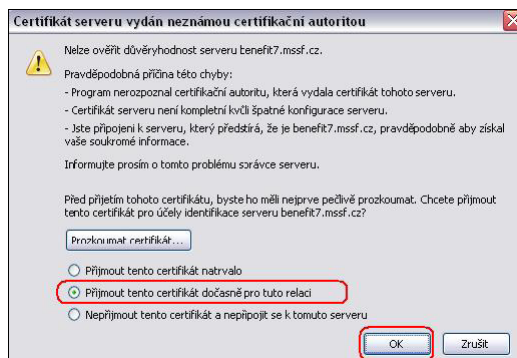 Certifikát serveru vydán neznámou certifikační autoritou
Nelze ověřit důvěryhodnost serveru benefit7.mssf.cz.
Pravděpodobná příčina této chyby:
- Program nerozpoznal certifikační autoritu, která vydala certifikát tohoto serveru.
- Certifikát serveru není kompletní kvůli špatné konfigurace serveru.
- Jste připojeni k serveru, který předstírá, že je benefit7.mssf.cz, pravděpodobně aby získal
vaše soukromé informace.
Informujte prosím o tomto problému správce serveru.
Před přijetím tohoto certifikátu, byste ho měli nejprve pečlivě prozkoumat. Chcete přijmout
tento certifikát pro účely identifikace serveru benefit7.mssf.cz?
Prozkoumat certifikát...
Přijmout tento certifikát natrvalo
Přijmout tento certifikát dočasně pro tuto relaci
Nepřijmout tento certifikát a nepřipojit se k tomuto serveru
OK
Zrušit